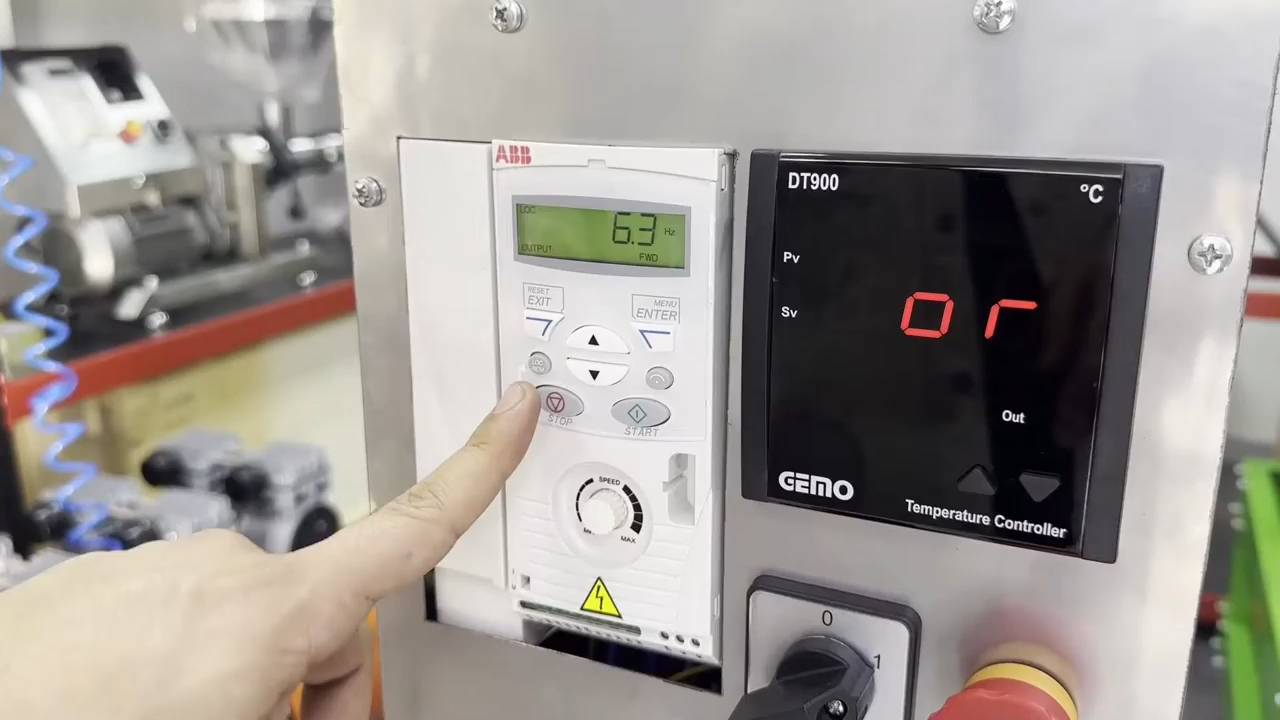 ABB
LOC
6.3 Hz
OUTPUT FWD
RESET
EXIT
MENU
ENTER
STOP
START
SPEED
MAX
DT900
°C
Pv
Sv
or
Out
GEMO
Temperature Controller
0
1